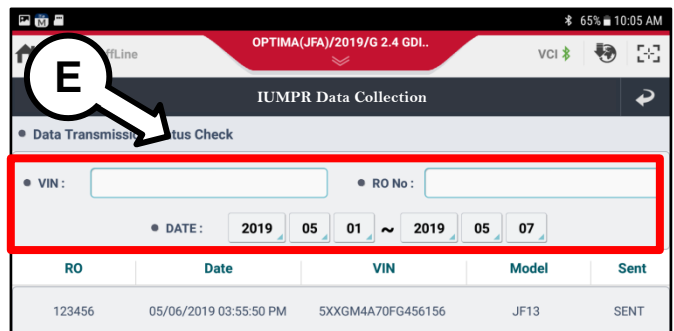 65% 10:05 AM
ffLine OPTIMA(JFA)/2019/G 2.4 GDI.. VCI
E
IUMPR Data Collection
Data Transmissi tus Check
VIN : RO No :
DATE : 2019 05 01 ~ 2019 05 07
RO Date VIN Model Sent
123456 05/06/2019 03:55:50 PM 5XXGM4A70FG456156 JF13 SENT